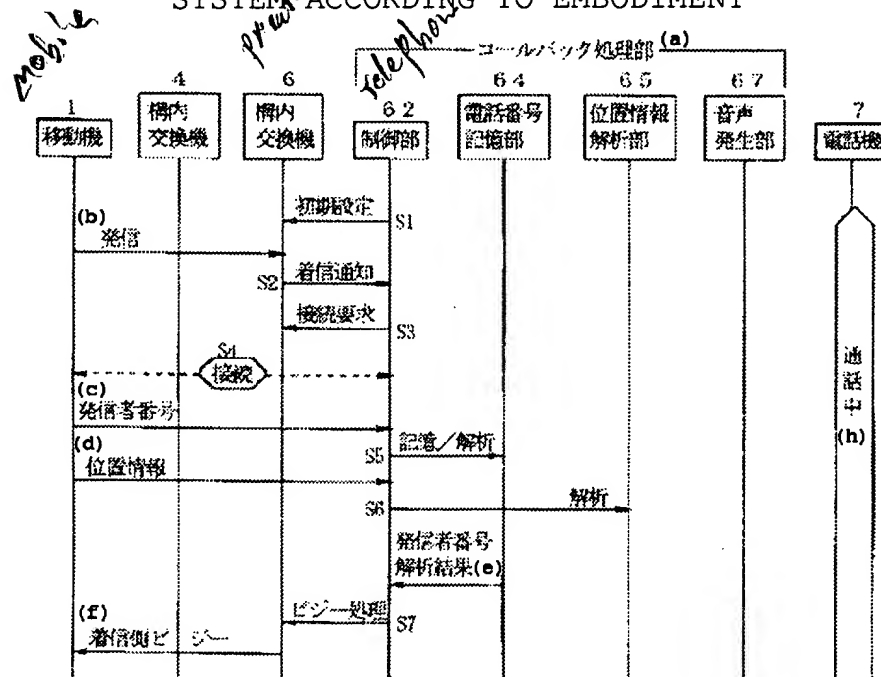 SYSTEM ACCORDING TO EMBODIMENT
Mobile
Telephone
コールバック処理部 (a)
1
移動機
4
構内
交換機
6
構内
交換機
62
制御部
64
電話番号
記憶部
65
位置情報
解析部
67
音声
発生部
7
電話機
初期設定
S1
(b)
発信
S2
着信通知
接続要求
S3
S4
接続
(c)
発信者番号
(d)
位置情報
S5
記憶/解析
S6
解析
発信者番号
解析結果(e)
ビジー処理
S7
(f)
着信側ビジー
通話中
(h)